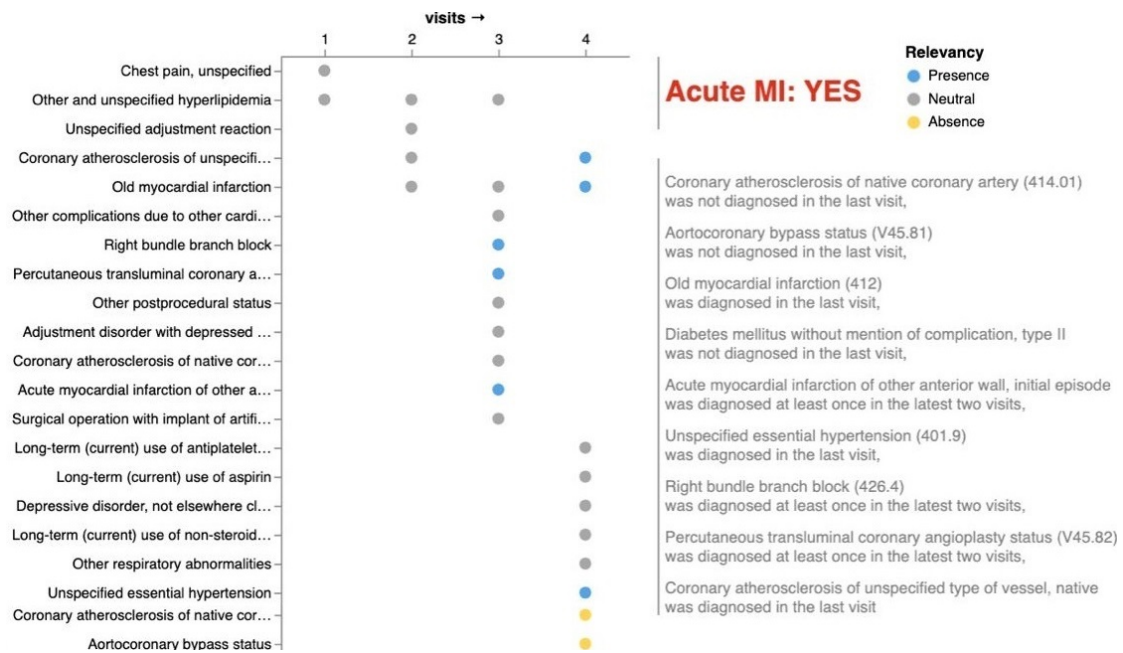 visits →
1 2 3 4
Chest pain, unspecified
Other and unspecified hyperlipidemia
Unspecified adjustment reaction
Coronary atherosclerosis of unspecifi...
Old myocardial infarction
Other complications due to other cardi...
Right bundle branch block
Percutaneous transluminal coronary a...
Other postprocedural status
Adjustment disorder with depressed ...
Coronary atherosclerosis of native cor...
Acute myocardial infarction of other a...
Surgical operation with implant of artifi...
Long-term (current) use of antiplatelet...
Long-term (current) use of aspirin
Depressive disorder, not elsewhere cl...
Long-term (current) use of non-steroid...
Other respiratory abnormalities
Unspecified essential hypertension
Coronary atherosclerosis of native cor...
Aortocoronary bypass status
Acute MI: YES
Relevancy
Presence
Neutral
Absence
Coronary atherosclerosis of native coronary artery (414.01)
was not diagnosed in the last visit,
Aortocoronary bypass status (V45.81)
was not diagnosed in the last visit,
Old myocardial infarction (412)
was diagnosed in the last visit,
Diabetes mellitus without mention of complication, type II
was not diagnosed in the last visit,
Acute myocardial infarction of other anterior wall, initial episode
was diagnosed at least once in the latest two visits,
Unspecified essential hypertension (401.9)
was diagnosed in the last visit,
Right bundle branch block (426.4)
was diagnosed at least once in the latest two visits,
Percutaneous transluminal coronary angioplasty status (V45.82)
was diagnosed at least once in the latest two visits,
Coronary atherosclerosis of unspecified type of vessel, native
was diagnosed in the last visit